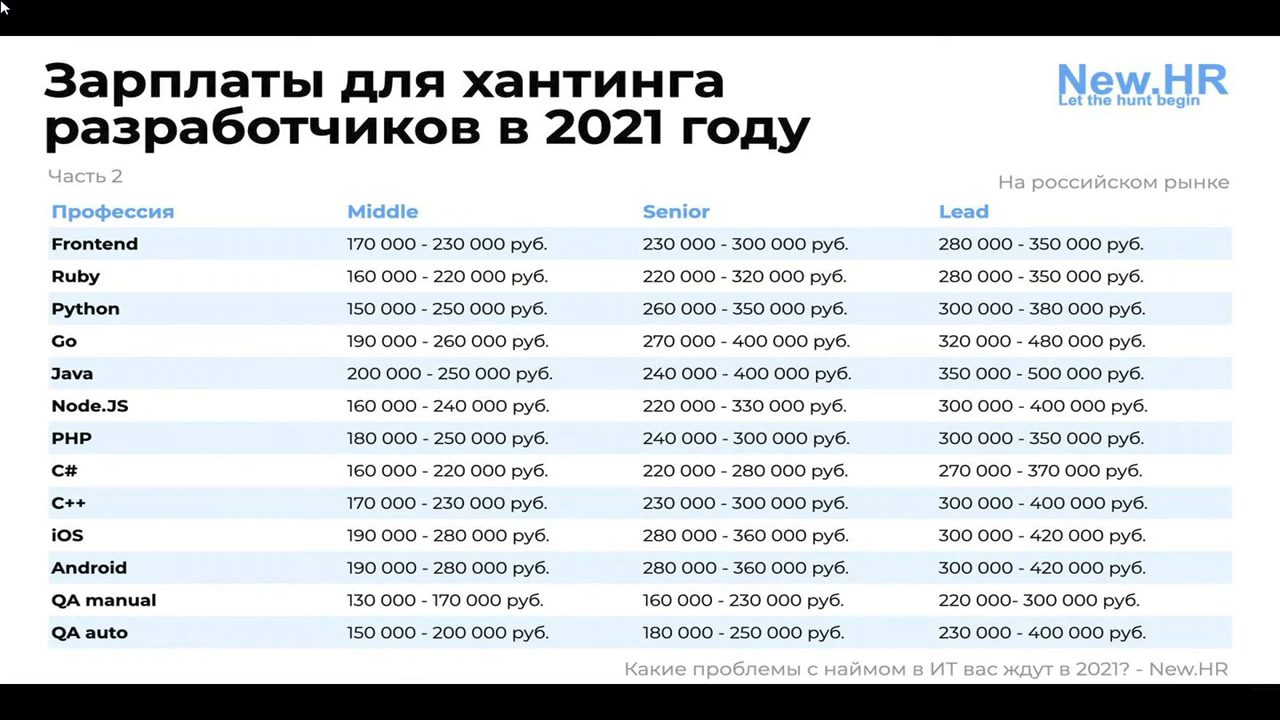 Зарплаты для хантинга
разработчиков в 2021 году
New.HR
Let the hunt begin
Часть 2
На российском рынке
Профессия Middle Senior Lead
Frontend 170 000 - 230 000 руб. 230 000 - 300 000 руб. 280 000 - 350 000 руб.
Ruby 160 000 - 220 000 руб. 220 000 - 320 000 руб. 280 000 - 350 000 руб.
Python 150 000 - 250 000 руб. 260 000 - 350 000 руб. 300 000 - 380 000 руб.
Go 190 000 - 260 000 руб. 270 000 - 400 000 руб. 320 000 - 480 000 руб.
Java 200 000 - 250 000 руб. 240 000 - 400 000 руб. 350 000 - 500 000 руб.
Node.JS 160 000 - 240 000 руб. 220 000 - 330 000 руб. 300 000 - 400 000 руб.
PHP 180 000 - 250 000 руб. 240 000 - 300 000 руб. 300 000 - 350 000 руб.
C# 160 000 - 220 000 руб. 220 000 - 280 000 руб. 270 000 - 370 000 руб.
C++ 170 000 - 230 000 руб. 230 000 - 300 000 руб. 300 000 - 400 000 руб.
iOS 190 000 - 280 000 руб. 280 000 - 360 000 руб. 300 000 - 420 000 руб.
Android 190 000 - 280 000 руб. 280 000 - 360 000 руб. 300 000 - 420 000 руб.
QA manual 130 000 - 170 000 руб. 160 000 - 230 000 руб. 220 000- 300 000 руб.
QA auto 150 000 - 200 000 руб. 180 000 - 250 000 руб. 230 000 - 400 000 руб.
Какие проблемы с наймом в ИТ вас ждут в 2021? - New.HR